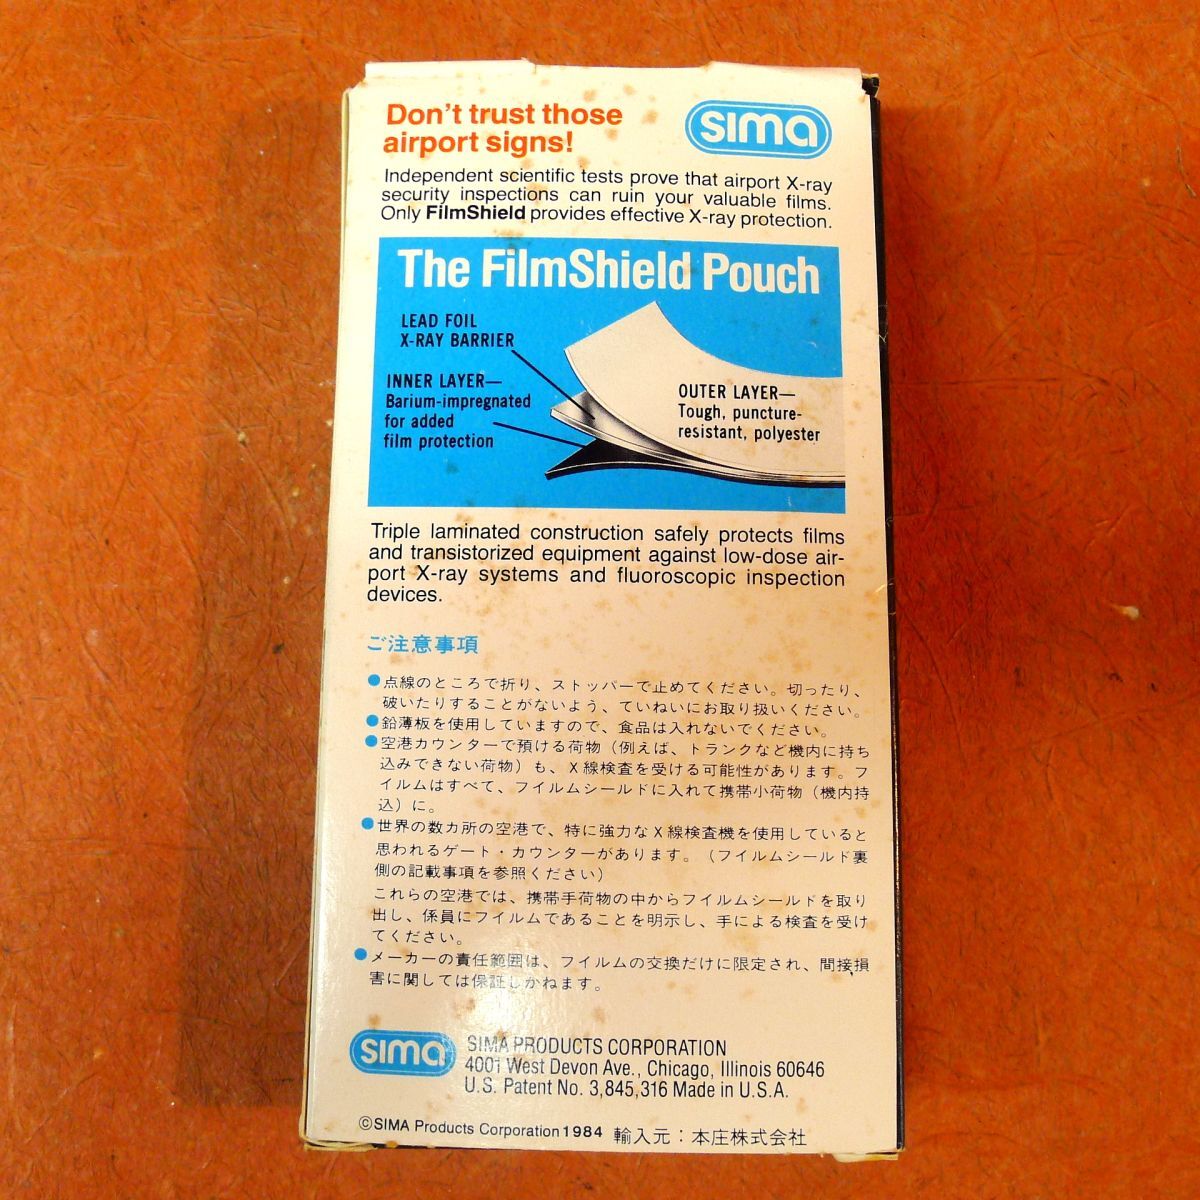 Don't trust those
airport signs!
sima
Independent scientific tests prove that airport X-ray
security inspections can ruin your valuable films.
Only FilmShield provides effective X-ray protection.
The FilmShield Pouch
LEAD FOIL
X-RAY BARRIER
INNER LAYER—
Barium-impregnated
for added
film protection
OUTER LAYER—
Tough, puncture-
resistant, polyester
Triple laminated construction safely protects films
and transistorized equipment against low-dose air-
port X-ray systems and fluoroscopic inspection
devices.
ご注意事項
●点線のところで折り、ストッパーで止めてください。切ったり、
破いたりすることがないよう、ていねいにお取り扱いください。
●鉛薄板を使用していますので、食品は入れないでください。
●空港カウンターで預ける荷物（例えば、トランクなど機内に持ち
込みできない荷物）も、X線検査を受ける可能性があります。フ
イルムはすべて、フイルムシールドに入れて携帯小荷物（機内持
込）に。
●世界の数カ所の空港で、特に強力なX線検査機を使用していると
思われるゲート・カウンターがあります。（フイルムシールド裏
側の記載事項を参照ください）
これらの空港では、携帯手荷物の中からフイルムシールドを取り
出し、係員にフイルムであることを明示し、手による検査を受け
てください。
●メーカーの責任範囲は、フイルムの交換だけに限定され、間接損
害に関しては保証しかねます。
sima
SIMA PRODUCTS CORPORATION
4001 West Devon Ave., Chicago, Illinois 60646
U.S. Patent No. 3,845,316 Made in U.S.A.
©SIMA Products Corporation 1984 輸入元：本庄株式会社